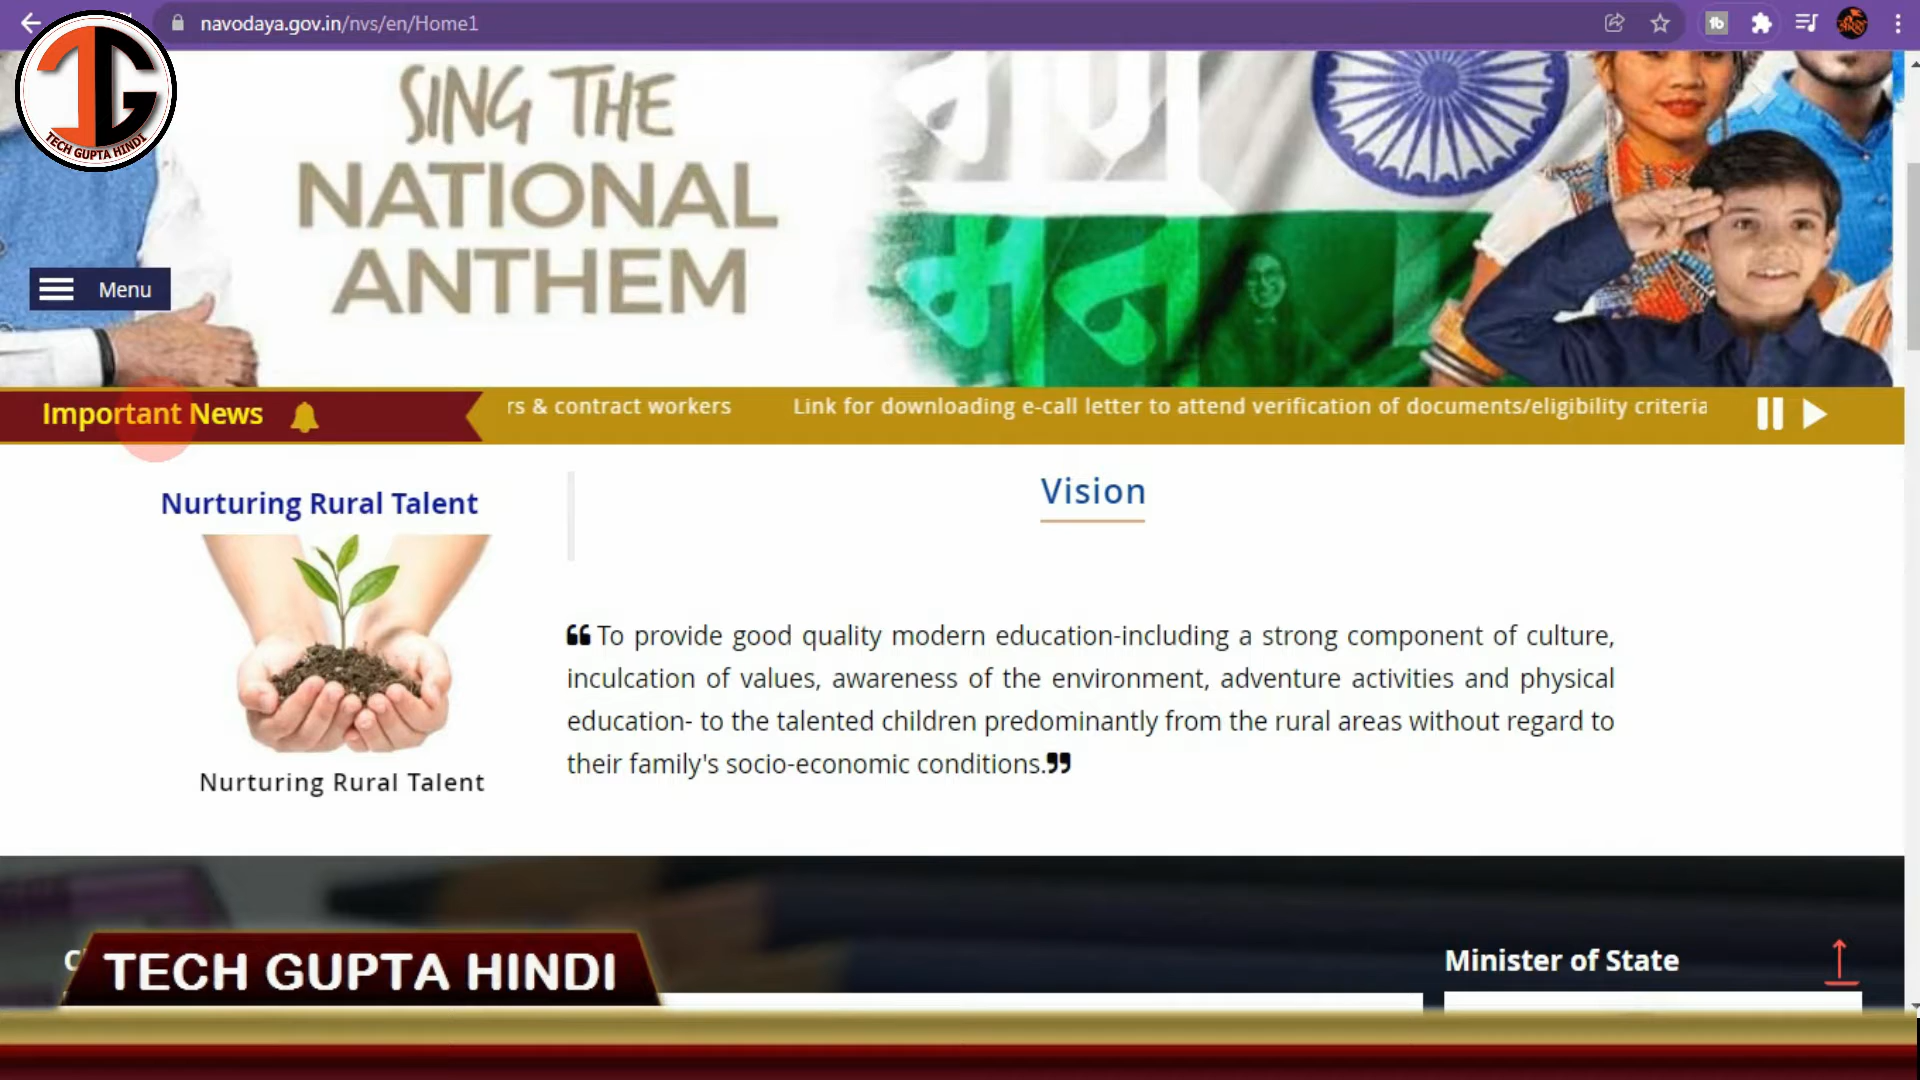 navodaya.gov.in/nvs/en/Home1
TECH GUPTA HINDI
SING THE
NATIONAL
ANTHEM
Menu
Important News
rs & contract workers Link for downloading e-call letter to attend verification of documents/eligibility criteria
Nurturing Rural Talent
Nurturing Rural Talent
Vision
❝To provide good quality modern education-including a strong component of culture,
inculcation of values, awareness of the environment, adventure activities and physical
education- to the talented children predominantly from the rural areas without regard to
their family's socio-economic conditions.❞
Minister of State
TECH GUPTA HINDI